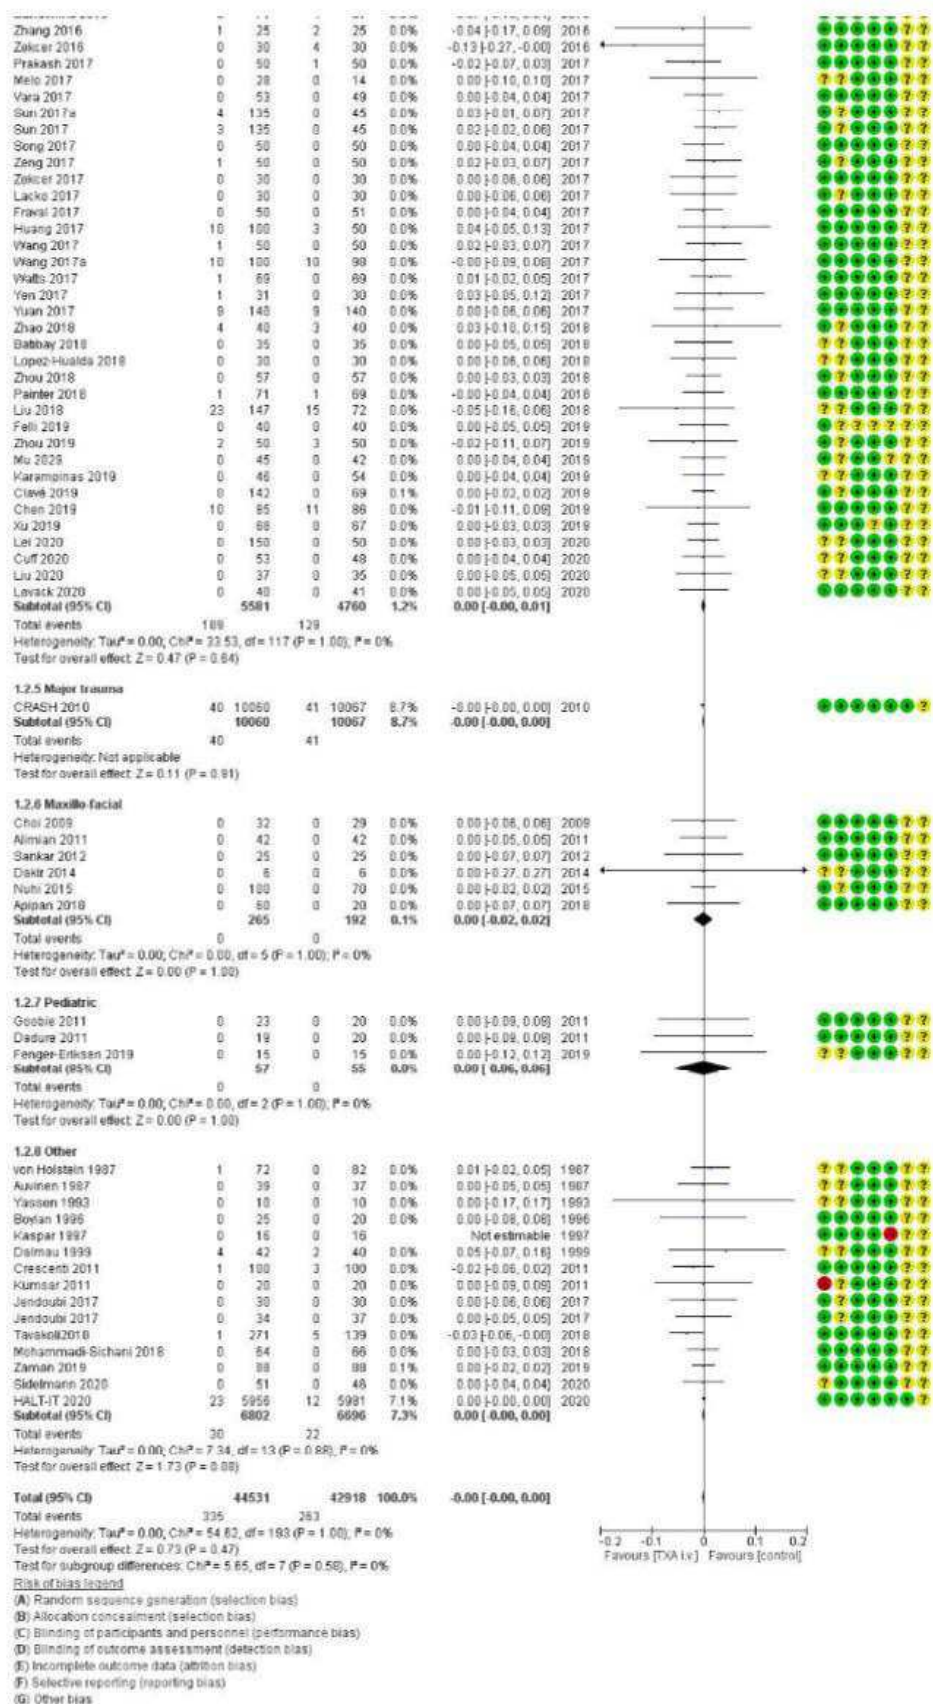 Zhang 2016 1 25 2 25 0.0% -0.04 [-0.17, 0.09] 2016
Zekcer 2016 0 30 4 30 0.0% -0.13 [-0.27, -0.00] 2016
Prakash 2017 0 50 1 50 0.0% -0.02 [-0.07, 0.03] 2017
Melo 2017 0 28 0 14 0.0% 0.00 [-0.10, 0.10] 2017
Vara 2017 0 53 0 49 0.0% 0.00 [-0.04, 0.04] 2017
Sun 2017a 4 135 0 45 0.0% 0.03 [-0.01, 0.07] 2017
Sun 2017 3 135 0 45 0.0% 0.02 [-0.02, 0.06] 2017
Song 2017 0 50 0 50 0.0% 0.00 [-0.04, 0.04] 2017
Zeng 2017 1 50 0 50 0.0% 0.02 [-0.03, 0.07] 2017
Zekcer 2017 0 30 0 30 0.0% 0.00 [-0.06, 0.06] 2017
Lacko 2017 0 30 0 30 0.0% 0.00 [-0.06, 0.06] 2017
Fraval 2017 0 50 0 51 0.0% 0.00 [-0.04, 0.04] 2017
Huang 2017 10 100 3 50 0.0% 0.04 [-0.05, 0.13] 2017
Wang 2017 1 50 0 50 0.0% 0.02 [-0.03, 0.07] 2017
Wang 2017a 10 100 10 98 0.0% -0.00 [-0.09, 0.08] 2017
Watts 2017 1 69 0 69 0.0% 0.01 [-0.02, 0.05] 2017
Yen 2017 1 31 0 30 0.0% 0.03 [-0.05, 0.12] 2017
Yuan 2017 9 140 9 140 0.0% 0.00 [-0.06, 0.06] 2017
Zhao 2018 4 40 3 40 0.0% 0.03 [-0.10, 0.15] 2018
Batibay 2018 0 35 0 35 0.0% 0.00 [-0.05, 0.05] 2018
Lopez-Hualda 2018 0 30 0 30 0.0% 0.00 [-0.06, 0.06] 2018
Zhou 2018 0 57 0 57 0.0% 0.00 [-0.03, 0.03] 2018
Painter 2018 1 71 1 69 0.0% -0.00 [-0.04, 0.04] 2018
Liu 2018 23 147 15 72 0.0% -0.05 [-0.16, 0.06] 2018
Felli 2019 0 40 0 40 0.0% 0.00 [-0.05, 0.05] 2019
Zhou 2019 2 50 3 50 0.0% -0.02 [-0.11, 0.07] 2019
Mu 2029 0 45 0 42 0.0% 0.00 [-0.04, 0.04] 2019
Karampinas 2019 0 46 0 54 0.0% 0.00 [-0.04, 0.04] 2019
Clavé 2019 0 142 0 69 0.1% 0.00 [-0.02, 0.02] 2019
Chen 2019 10 85 11 86 0.0% -0.01 [-0.11, 0.09] 2019
Xu 2019 0 68 0 67 0.0% 0.00 [-0.03, 0.03] 2019
Lei 2020 0 150 0 50 0.0% 0.00 [-0.03, 0.03] 2020
Cuff 2020 0 53 0 48 0.0% 0.00 [-0.04, 0.04] 2020
Liu 2020 0 37 0 35 0.0% 0.00 [-0.05, 0.05] 2020
Levack 2020 0 40 0 41 0.0% 0.00 [-0.05, 0.05] 2020
Subtotal (95% CI) 5581 4760 1.2% 0.00 [-0.00, 0.01]
Total events 189 129
Heterogeneity: Tau² = 0.00; Chi² = 33.53, df = 117 (P = 1.00); I² = 0%
Test for overall effect: Z = 0.47 (P = 0.64)
1.2.5 Major trauma
CRASH 2010 40 10060 41 10067 8.7% -0.00 [-0.00, 0.00] 2010
Subtotal (95% CI) 10060 10067 8.7% -0.00 [-0.00, 0.00]
Total events 40 41
Heterogeneity: Not applicable
Test for overall effect: Z = 0.11 (P = 0.91)
1.2.6 Maxillo-facial
Choi 2009 0 32 0 29 0.0% 0.00 [-0.06, 0.06] 2009
Alimian 2011 0 42 0 42 0.0% 0.00 [-0.05, 0.05] 2011
Sankar 2012 0 25 0 25 0.0% 0.00 [-0.07, 0.07] 2012
Dakir 2014 0 6 0 6 0.0% 0.00 [-0.27, 0.27] 2014
Nuhi 2015 0 100 0 70 0.0% 0.00 [-0.02, 0.02] 2015
Apipan 2018 0 60 0 20 0.0% 0.00 [-0.07, 0.07] 2018
Subtotal (95% CI) 265 192 0.1% 0.00 [-0.02, 0.02]
Total events 0 0
Heterogeneity: Tau² = 0.00; Chi² = 0.00, df = 5 (P = 1.00); I² = 0%
Test for overall effect: Z = 0.00 (P = 1.00)
1.2.7 Pediatric
Goobie 2011 0 23 0 20 0.0% 0.00 [-0.09, 0.09] 2011
Dadure 2011 0 19 0 20 0.0% 0.00 [-0.09, 0.09] 2011
Fenger-Eriksen 2019 0 15 0 15 0.0% 0.00 [-0.12, 0.12] 2019
Subtotal (95% CI) 57 55 0.0% 0.00 [-0.06, 0.06]
Total events 0 0
Heterogeneity: Tau² = 0.00; Chi² = 0.00, df = 2 (P = 1.00); I² = 0%
Test for overall effect: Z = 0.00 (P = 1.00)
1.2.8 Other
von Holstein 1987 1 72 0 82 0.0% 0.01 [-0.02, 0.05] 1987
Auvinen 1987 0 39 0 37 0.0% 0.00 [-0.05, 0.05] 1987
Yassen 1993 0 10 0 10 0.0% 0.00 [-0.17, 0.17] 1993
Boylan 1996 0 25 0 20 0.0% 0.00 [-0.08, 0.08] 1996
Kaspar 1997 0 16 0 16 Not estimable 1997
Dalmau 1999 4 42 2 40 0.0% 0.05 [-0.07, 0.16] 1999
Crescenti 2011 1 100 3 100 0.0% -0.02 [-0.06, 0.02] 2011
Kumsar 2011 0 20 0 20 0.0% 0.00 [-0.09, 0.09] 2011
Jendoubi 2017 0 30 0 30 0.0% 0.00 [-0.06, 0.06] 2017
Jendoubi 2017 0 34 0 37 0.0% 0.00 [-0.05, 0.05] 2017
Tavakoli2018 1 271 5 139 0.0% -0.03 [-0.06, -0.00] 2018
Mohammadi-Sichani 2018 0 64 0 66 0.0% 0.00 [-0.03, 0.03] 2018
Zaman 2019 0 88 0 88 0.1% 0.00 [-0.02, 0.02] 2019
Sidelmann 2020 0 51 0 46 0.0% 0.00 [-0.04, 0.04] 2020
HALT-IT 2020 23 5956 12 5981 7.1% 0.00 [-0.00, 0.00] 2020
Subtotal (95% CI) 6802 6696 7.3% 0.00 [-0.00, 0.00]
Total events 30 22
Heterogeneity: Tau² = 0.00; Chi² = 7.34, df = 13 (P = 0.88); I² = 0%
Test for overall effect: Z = 1.73 (P = 0.08)
Total (95% CI) 44531 42918 100.0% -0.00 [-0.00, 0.00]
Total events 335 263
Heterogeneity: Tau² = 0.00; Chi² = 54.62, df = 193 (P = 1.00); I² = 0%
Test for overall effect: Z = 0.73 (P = 0.47)
Test for subgroup differences: Chi² = 5.65, df = 7 (P = 0.58), I² = 0%
-0.2 -0.1 0 0.1 0.2
Favours [TXA i.v.] Favours [control]
Risk of bias legend
(A) Random sequence generation (selection bias)
(B) Allocation concealment (selection bias)
(C) Blinding of participants and personnel (performance bias)
(D) Blinding of outcome assessment (detection bias)
(E) Incomplete outcome data (attrition bias)
(F) Selective reporting (reporting bias)
(G) Other bias